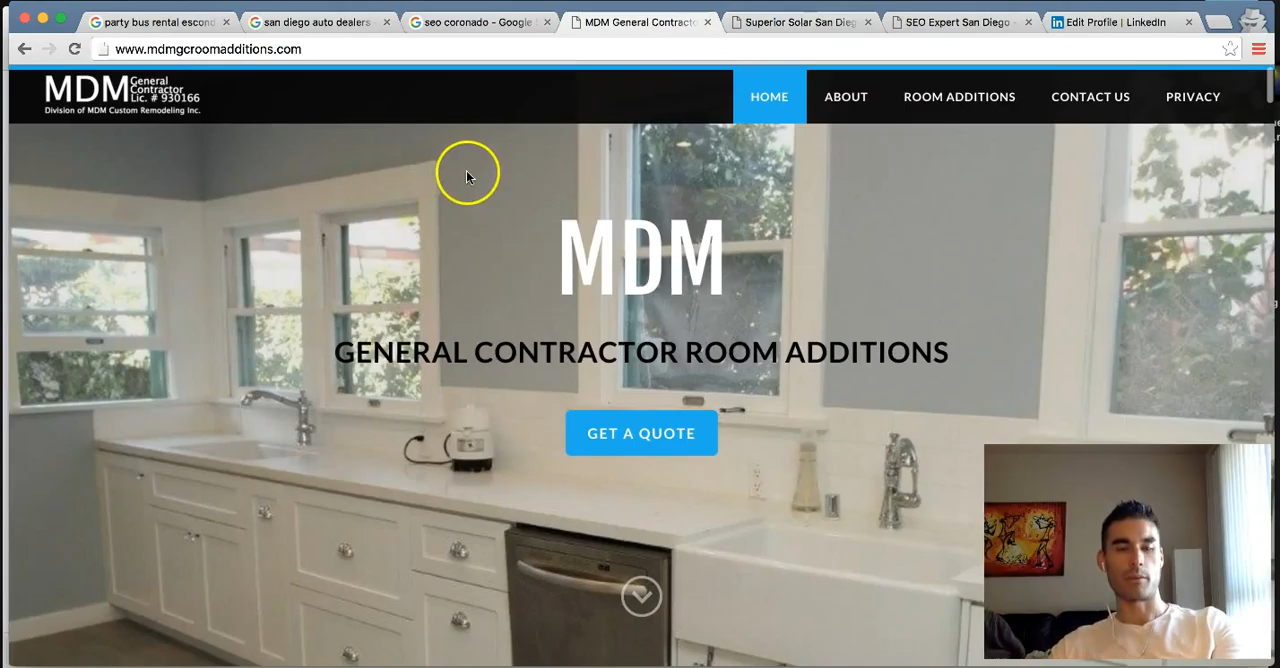 party bus rental escond
san diego auto dealers
seo coronado - Google
MDM General Contracto
Superior Solar San Dieg
SEO Expert San Diego
Edit Profile | LinkedIn
www.mdmgcroomadditions.com
MDM General
Contractor
Lic. # 930166
Division of MDM Custom Remodeling Inc.
HOME
ABOUT
ROOM ADDITIONS
CONTACT US
PRIVACY
MDM
GENERAL CONTRACTOR ROOM ADDITIONS
GET A QUOTE